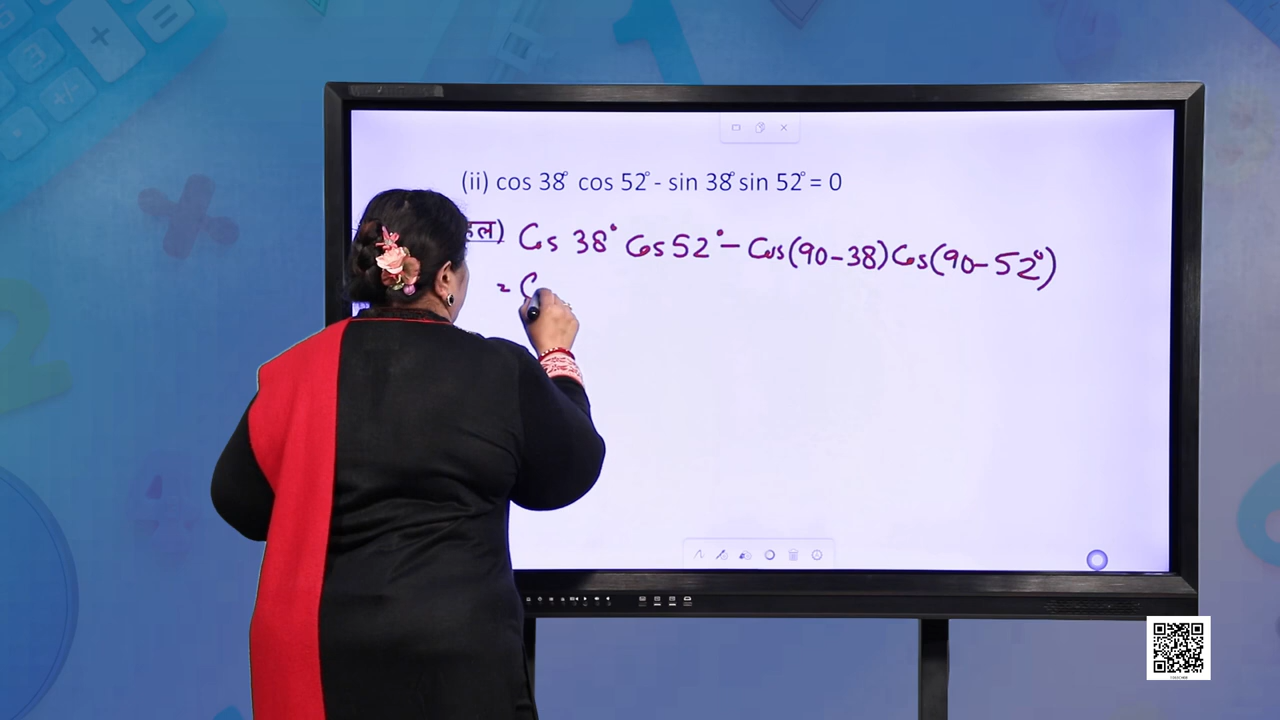 (ii) cos 38° cos 52° - sin 38° sin 52° = 0
हल) Cos 38° Cos 52° - Cos(90-38) Cos(90-52°)
= C